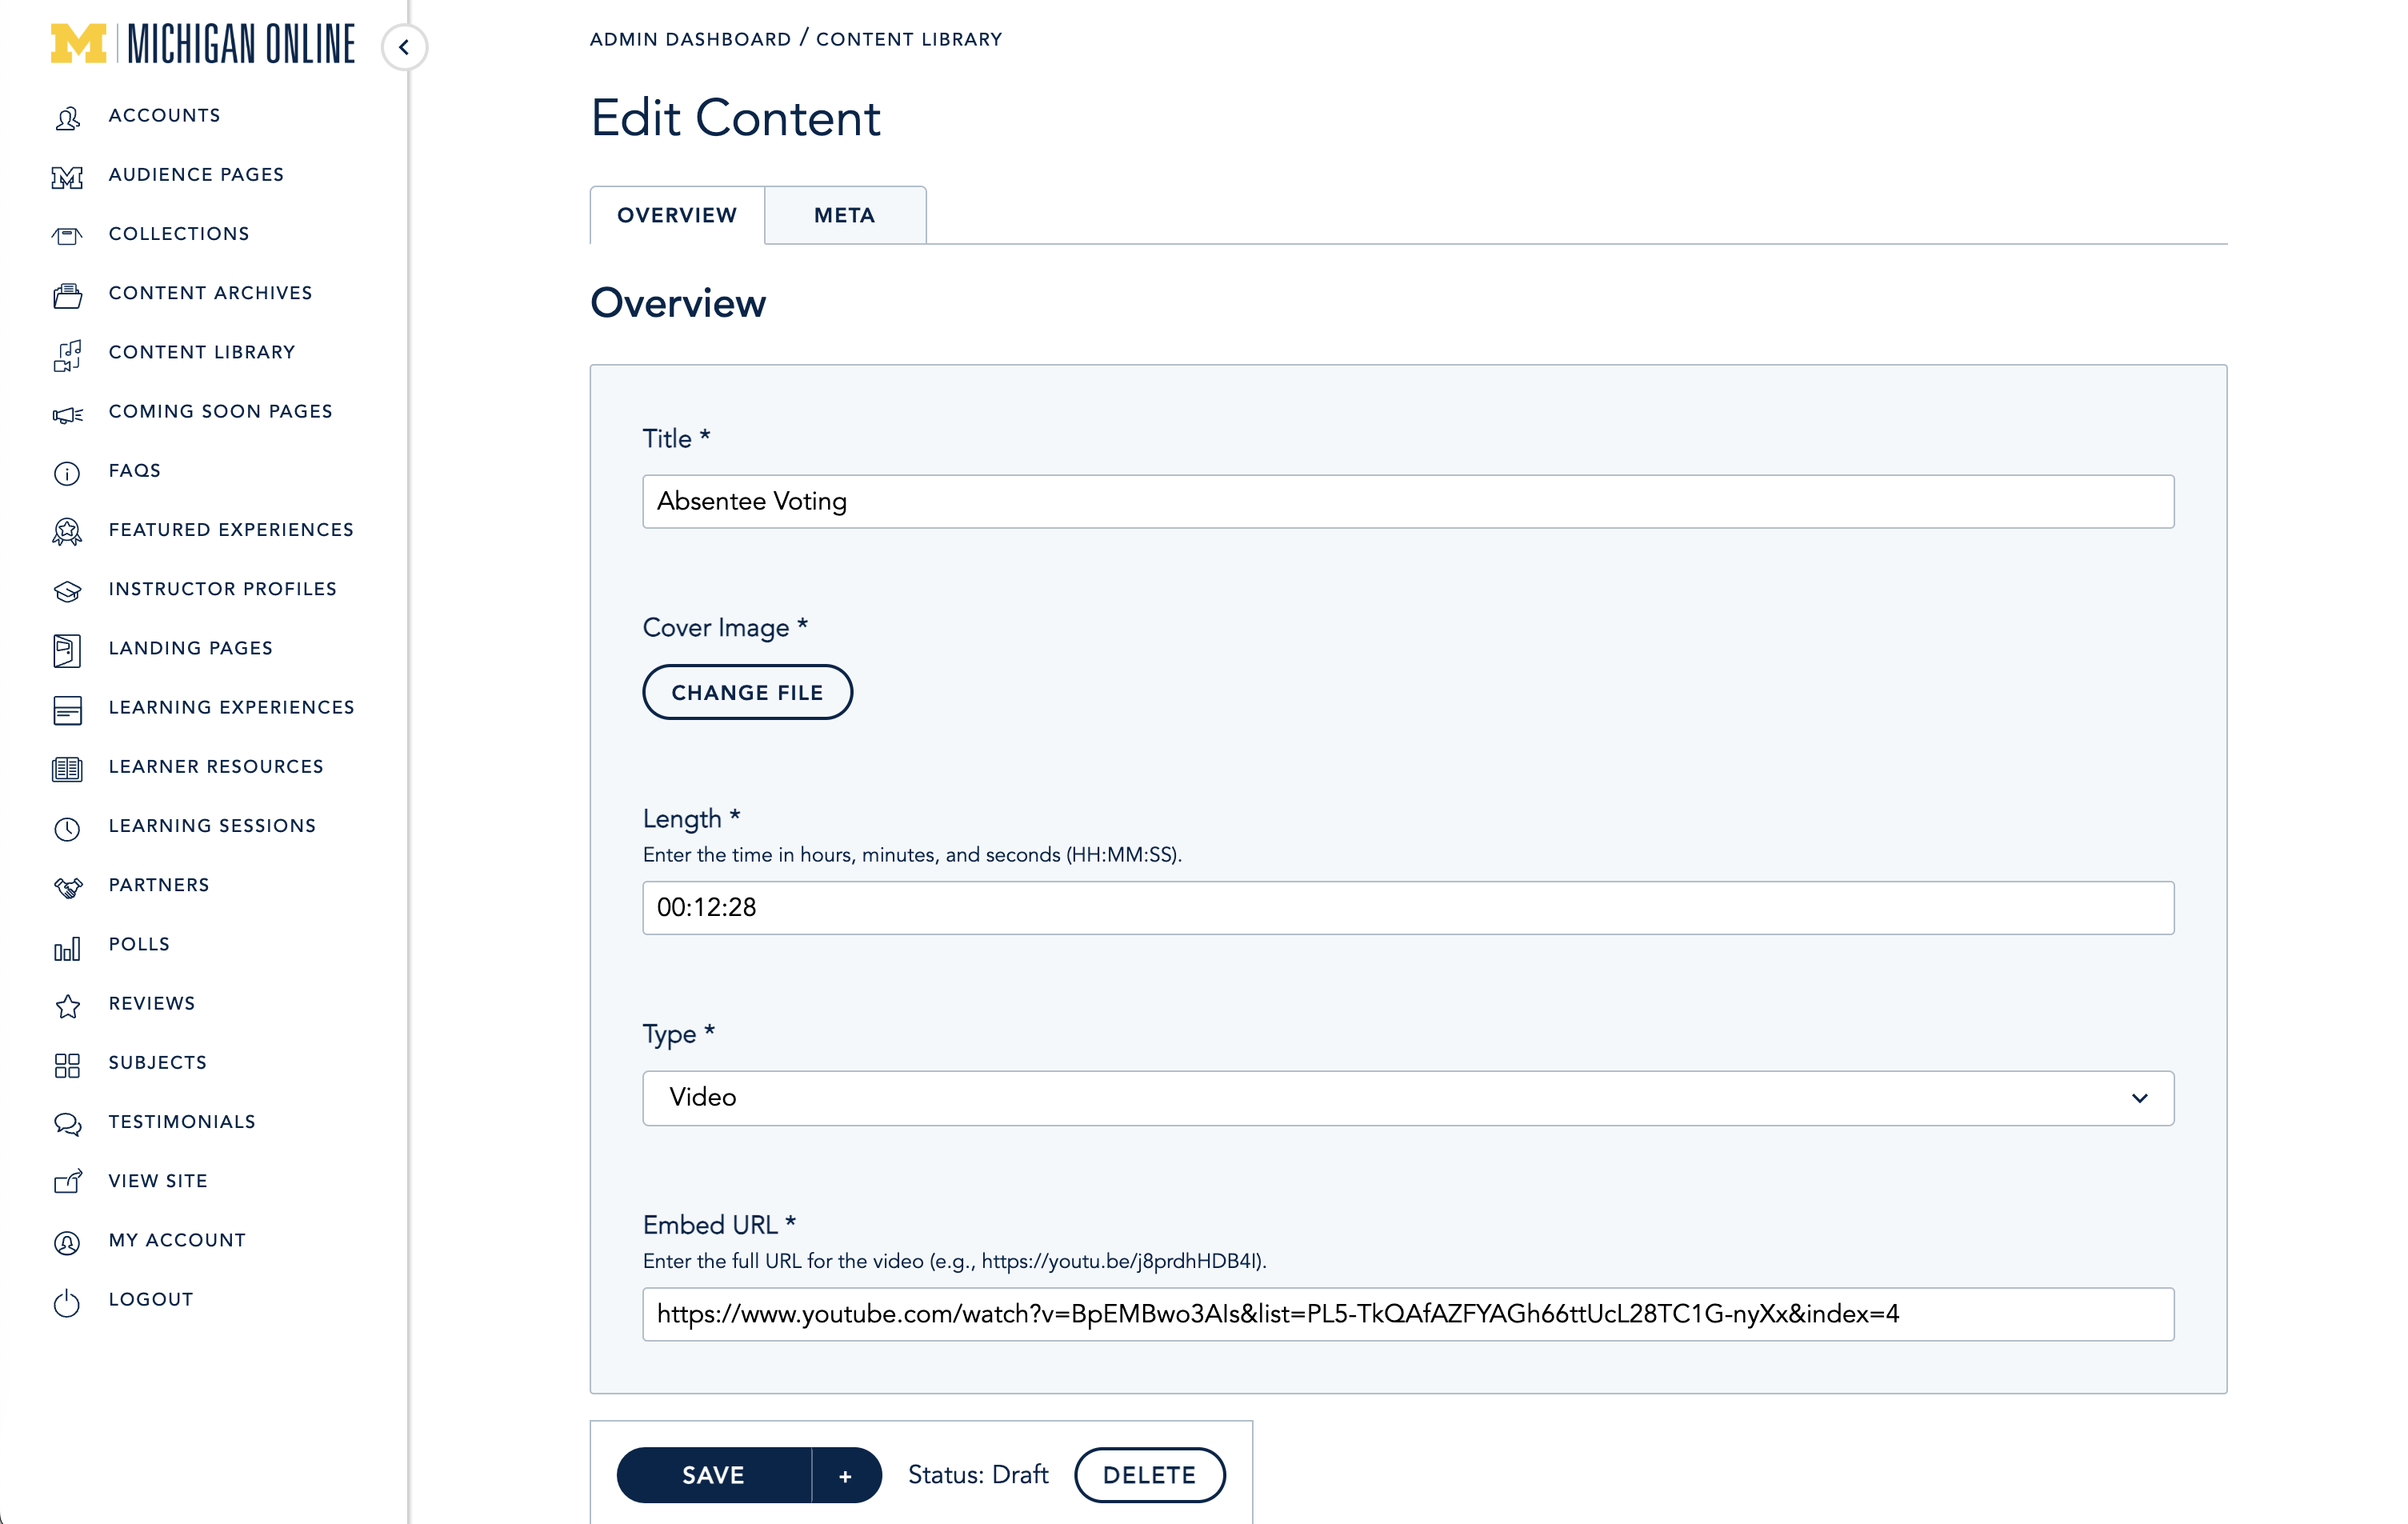 M | MICHIGAN ONLINE
ACCOUNTS
AUDIENCE PAGES
COLLECTIONS
CONTENT ARCHIVES
CONTENT LIBRARY
COMING SOON PAGES
FAQS
FEATURED EXPERIENCES
INSTRUCTOR PROFILES
LANDING PAGES
LEARNING EXPERIENCES
LEARNER RESOURCES
LEARNING SESSIONS
PARTNERS
POLLS
REVIEWS
SUBJECTS
TESTIMONIALS
VIEW SITE
MY ACCOUNT
LOGOUT
ADMIN DASHBOARD / CONTENT LIBRARY
Edit Content
OVERVIEW META
Overview
Title *
Absentee Voting
Cover Image *
CHANGE FILE
Length *
Enter the time in hours, minutes, and seconds (HH:MM:SS).
00:12:28
Type *
Video
Embed URL *
Enter the full URL for the video (e.g., https://youtu.be/j8prdhHDB4I).
https://www.youtube.com/watch?v=BpEMBwo3AIs&list=PL5-TkQAfAZFYAGh66ttUcL28TC1G-nyXx&index=4
SAVE + Status: Draft DELETE